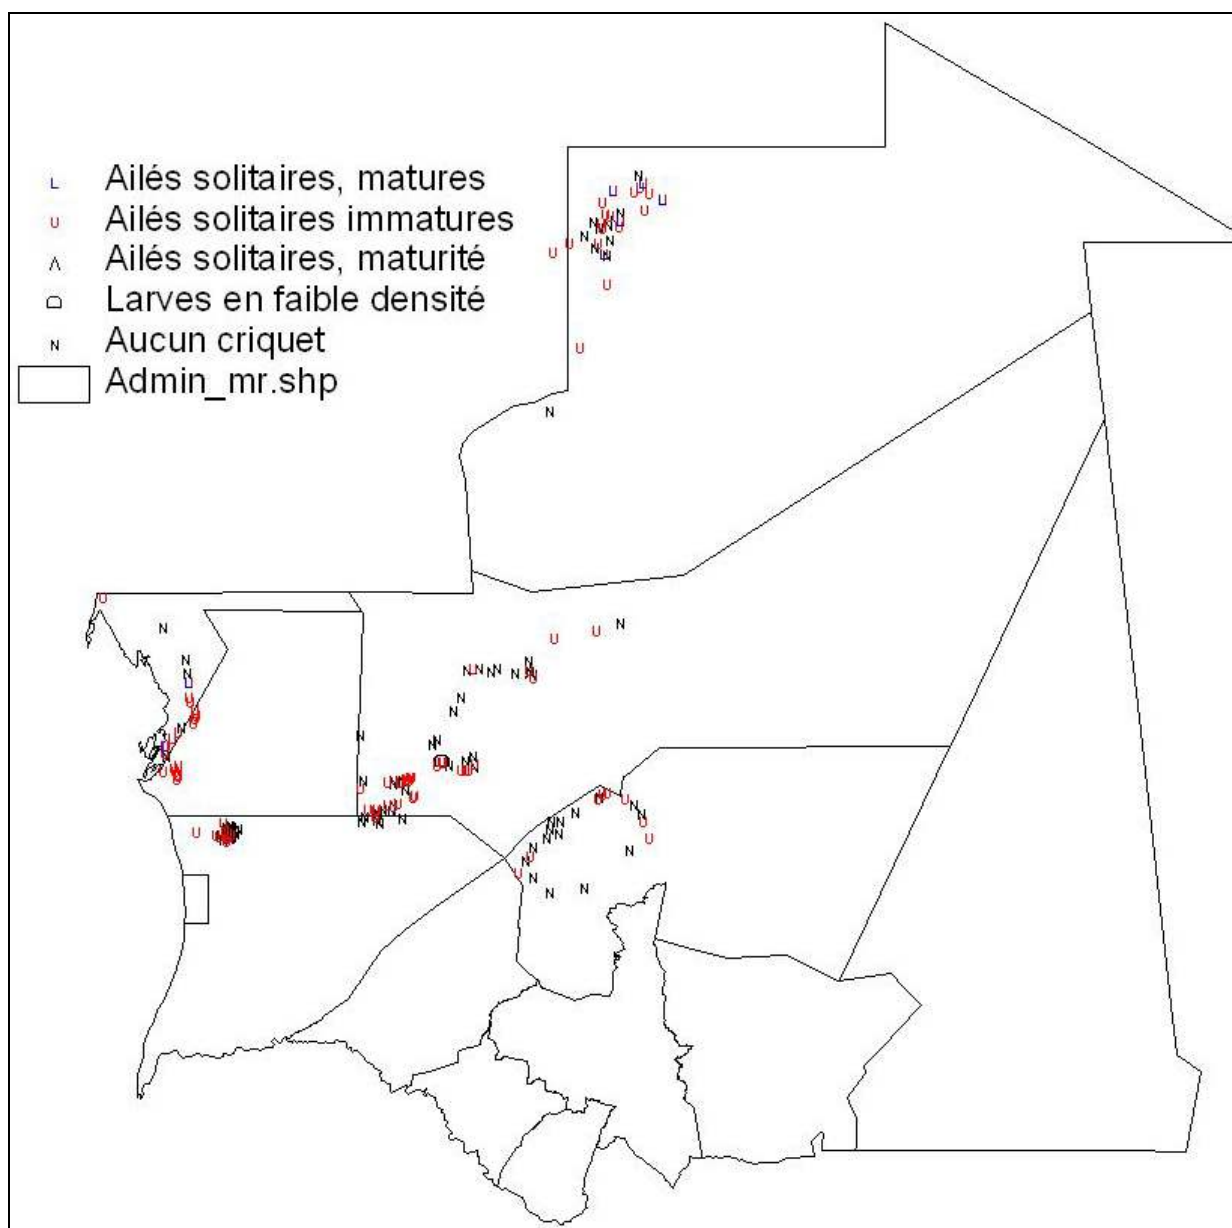 Ailés solitaires, matures
Ailés solitaires immatures
Ailés solitaires, maturité
Larves en faible densité
Aucun criquet
Admin_mr.shp